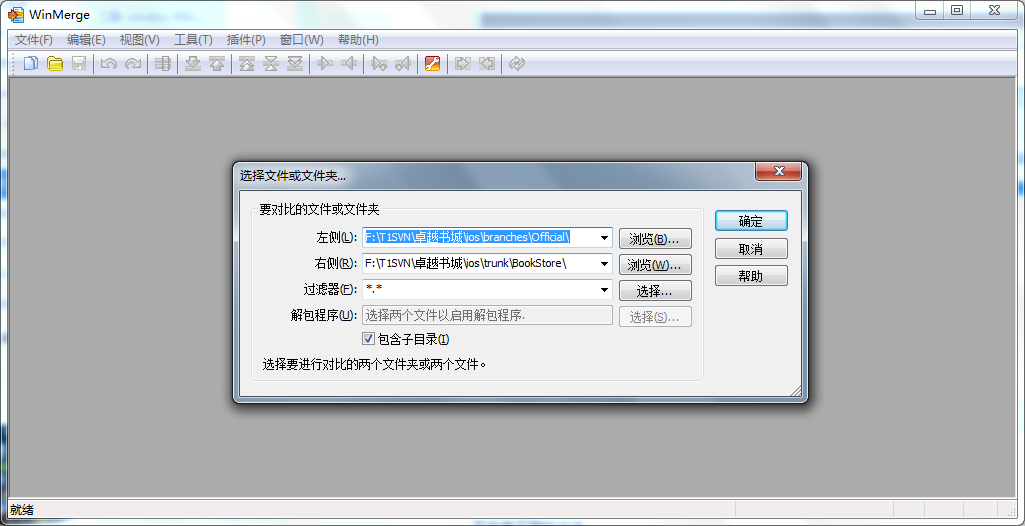 WinMerge
文件(F) 编辑(E) 视图(V) 工具(T) 插件(P) 窗口(W) 帮助(H)
选择文件或文件夹...
要对比的文件或文件夹
左侧(L): F:\T1SVN\卓越书城\ios\branches\Official\ 浏览(B)... 确定
取消
右侧(R): F:\T1SVN\卓越书城\ios\trunk\BookStore\ 浏览(W)... 帮助
过滤器(F): *.* 选择...
解包程序(U): 选择两个文件以启用解包程序. 选择(S)...
包含子目录(I)
选择要进行对比的两个文件夹或两个文件。
就绪